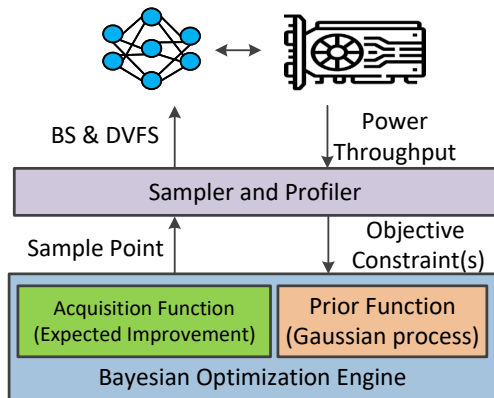 BS & DVFS
Power
Throughput
Sampler and Profiler
Sample Point
Objective
Constraint(s)
Acquisition Function
(Expected Improvement)
Prior Function
(Gaussian process)
Bayesian Optimization Engine